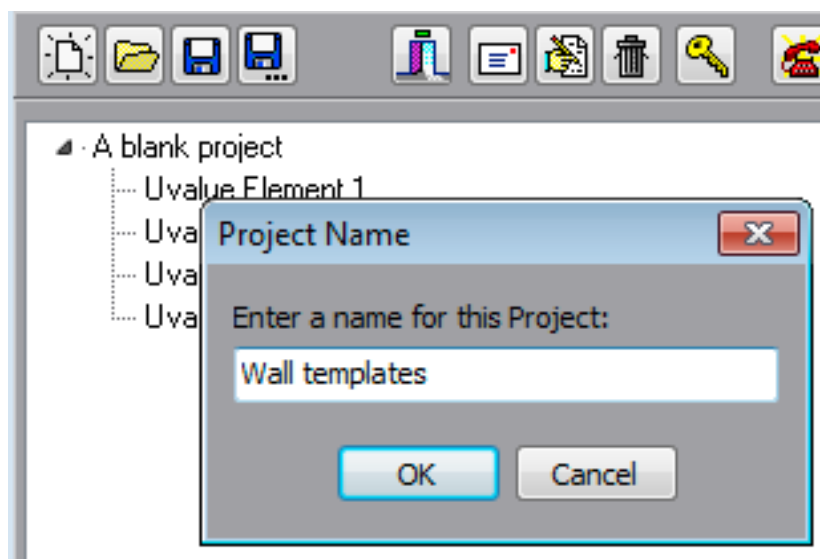 A blank project
Uvalue Element 1
Uva
Uva
Uva
Project Name
Enter a name for this Project:
Wall templates
OK
Cancel